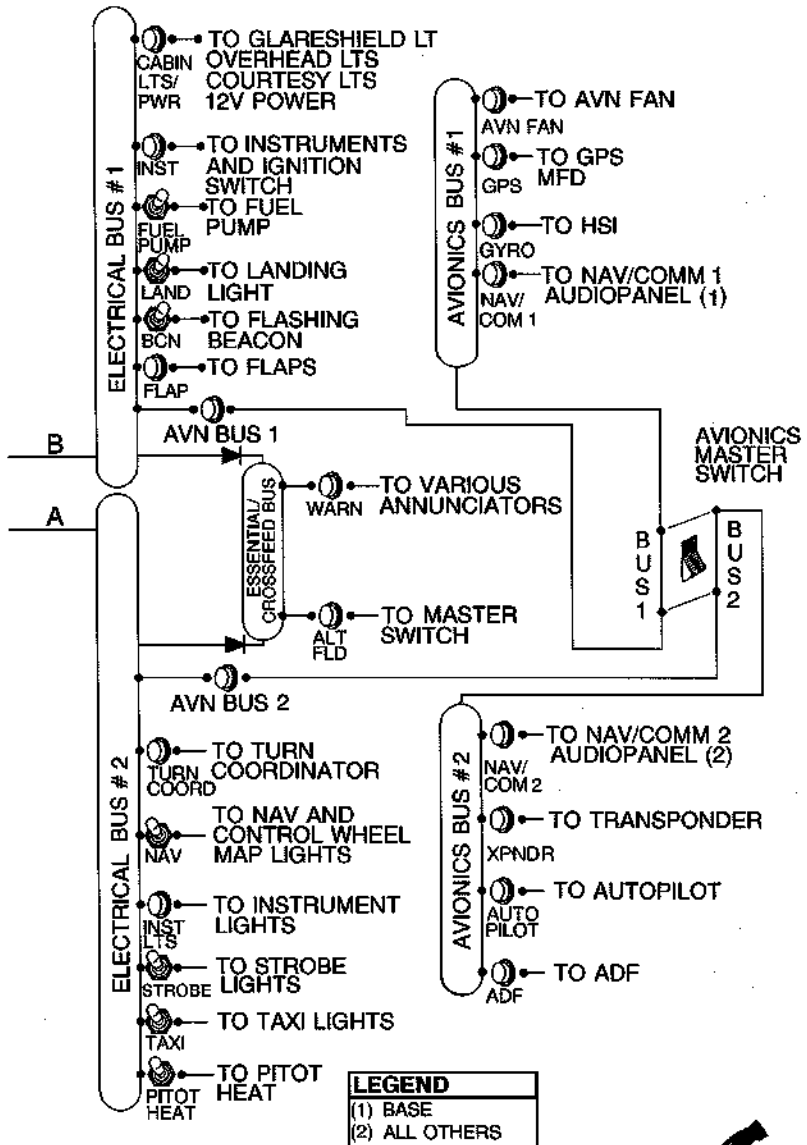 ELECTRICAL BUS #1
TO GLARESHIELD LT
OVERHEAD LTS
COURTESY LTS
12V POWER
CABIN
LTS/
PWR
TO INSTRUMENTS
AND IGNITION
SWITCH
INST
TO FUEL
PUMP
FUEL
PUMP
TO LANDING
LIGHT
LAND
TO FLASHING
BEACON
BCN
TO FLAPS
FLAP
AVN BUS 1
B
A
ESSENTIAL/
CROSSFEED BUS
TO VARIOUS
ANNUNCIATORS
WARN
TO MASTER
SWITCH
ALT
FLD
AVIONICS BUS #1
TO AVN FAN
AVN FAN
TO GPS
MFD
GPS
TO HSI
GYRO
TO NAV/COMM 1
AUDIOPANEL (1)
NAV/
COM 1
AVIONICS
MASTER
SWITCH
BUS 1
BUS 2
ELECTRICAL BUS #2
AVN BUS 2
TO TURN
COORDINATOR
TURN
COORD
TO NAV AND
CONTROL WHEEL
MAP LIGHTS
NAV
TO INSTRUMENT
LIGHTS
INST
LTS
TO STROBE
LIGHTS
STROBE
TO TAXI LIGHTS
TAXI
TO PITOT
HEAT
PITOT
HEAT
AVIONICS BUS #2
TO NAV/COMM 2
AUDIOPANEL (2)
NAV/
COM 2
TO TRANSPONDER
XPNDR
TO AUTOPILOT
AUTO
PILOT
TO ADF
ADF
LEGEND
(1) BASE
(2) ALL OTHERS